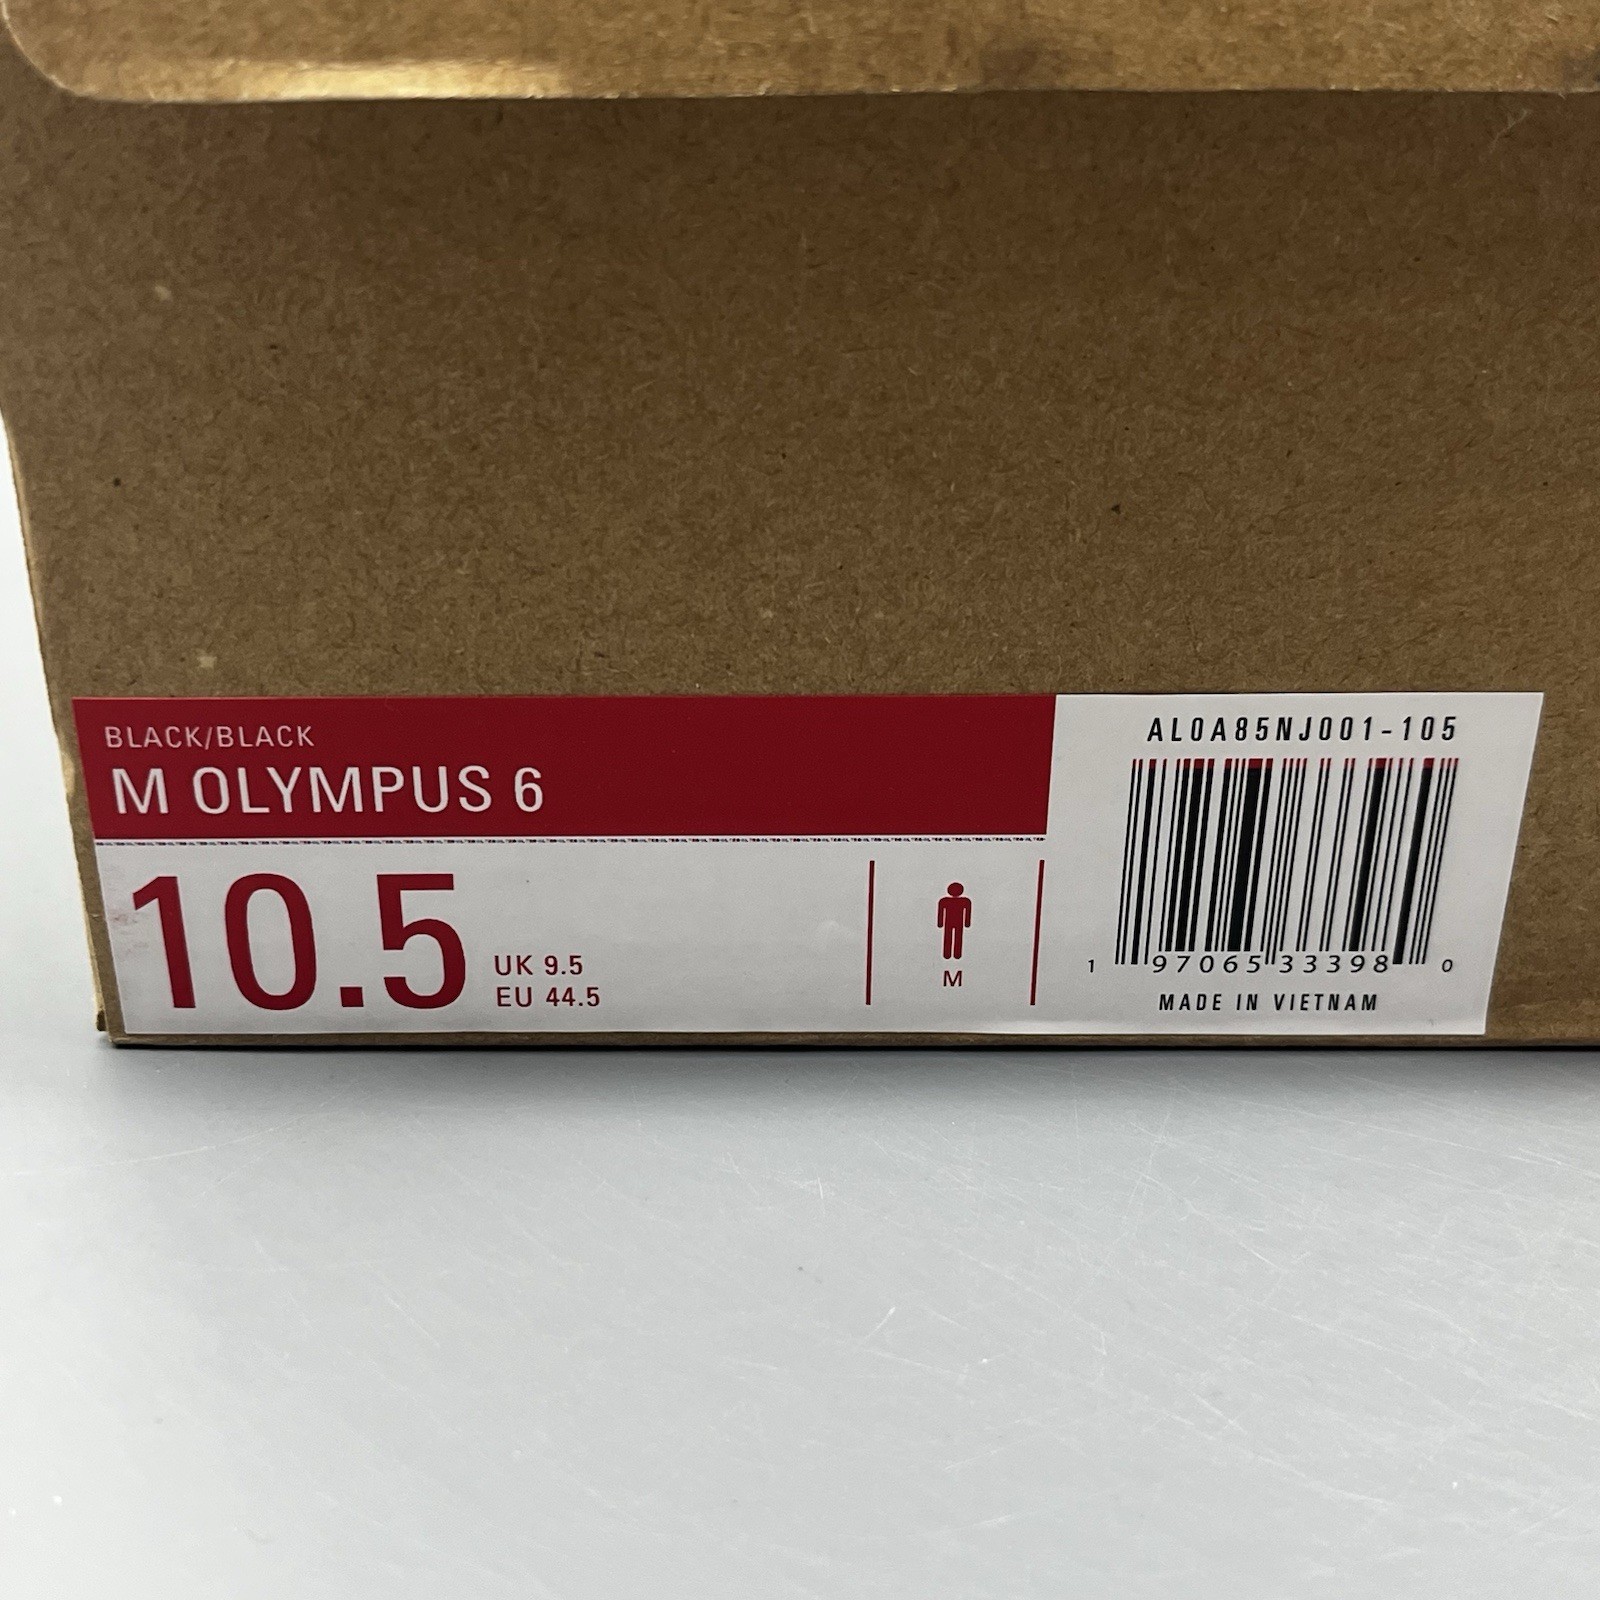 BLACK/BLACK
M OLYMPUS 6
10.5
UK 9.5
EU 44.5
M
AL0A85NJ001-105
1 97065 33398 0
MADE IN VIETNAM